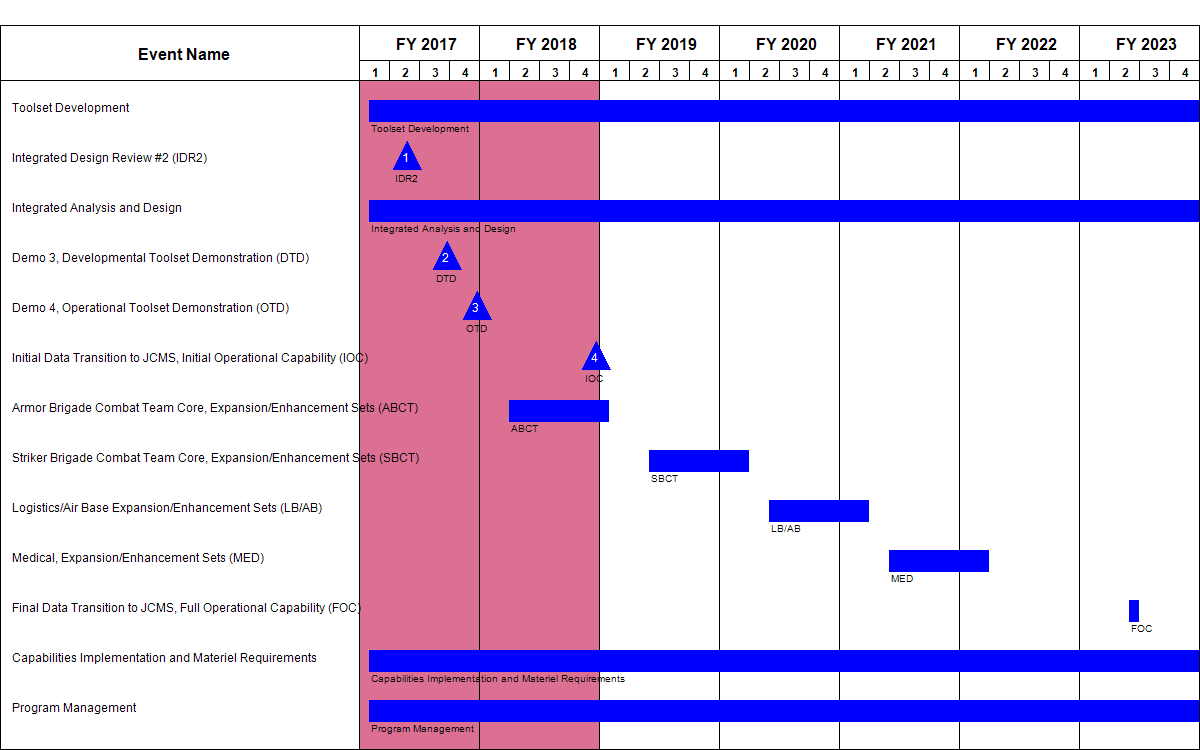 Event Name
FY 2017 FY 2018 FY 2019 FY 2020 FY 2021 FY 2022 FY 2023
1 2 3 4 1 2 3 4 1 2 3 4 1 2 3 4 1 2 3 4 1 2 3 4 1 2 3 4
Toolset Development
Toolset Development
Integrated Design Review #2 (IDR2)
1
IDR2
Integrated Analysis and Design
Integrated Analysis and Design
Demo 3, Developmental Toolset Demonstration (DTD)
2
DTD
Demo 4, Operational Toolset Demonstration (OTD)
3
OTD
Initial Data Transition to JCMS, Initial Operational Capability (IOC)
4
IOC
Armor Brigade Combat Team Core, Expansion/Enhancement Sets (ABCT)
ABCT
Striker Brigade Combat Team Core, Expansion/Enhancement Sets (SBCT)
SBCT
Logistics/Air Base Expansion/Enhancement Sets (LB/AB)
LB/AB
Medical, Expansion/Enhancement Sets (MED)
MED
Final Data Transition to JCMS, Full Operational Capability (FOC)
FOC
Capabilities Implementation and Materiel Requirements
Capabilities Implementation and Materiel Requirements
Program Management
Program Management